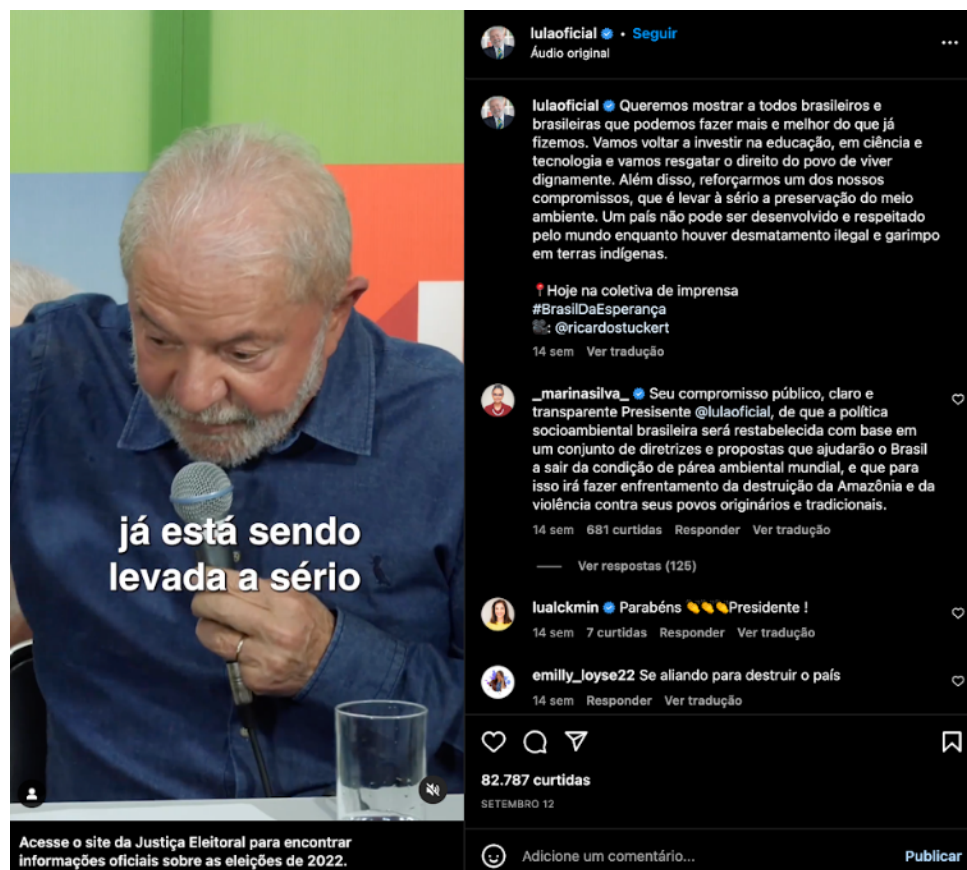 já está sendo
levada a sério
Acesse o site da Justiça Eleitoral para encontrar
informações oficiais sobre as eleições de 2022.
lulaoficial • Seguir
Áudio original
lulaoficial Queremos mostrar a todos brasileiros e
brasileiras que podemos fazer mais e melhor do que já
fizemos. Vamos voltar a investir na educação, em ciência e
tecnologia e vamos resgatar o direito do povo de viver
dignamente. Além disso, reforçarmos um dos nossos
compromissos, que é levar à sério a preservação do meio
ambiente. Um país não pode ser desenvolvido e respeitado
pelo mundo enquanto houver desmatamento ilegal e garimpo
em terras indígenas.
📍Hoje na coletiva de imprensa
#BrasilDaEsperança
🎥: @ricardostuckert
14 sem Ver tradução
_marinasilva_ Seu compromisso público, claro e
transparente Presisente @lulaoficial, de que a política
socioambiental brasileira será restabelecida com base em
um conjunto de diretrizes e propostas que ajudarão o Brasil
a sair da condição de párea ambiental mundial, e que para
isso irá fazer enfrentamento da destruição da Amazônia e da
violência contra seus povos originários e tradicionais.
14 sem 681 curtidas Responder Ver tradução
Ver respostas (125)
lualckmin Parabéns 👏👏👏Presidente !
14 sem 7 curtidas Responder Ver tradução
emilly_loyse22 Se aliando para destruir o país
14 sem Responder Ver tradução
82.787 curtidas
SETEMBRO 12
Adicione um comentário... Publicar